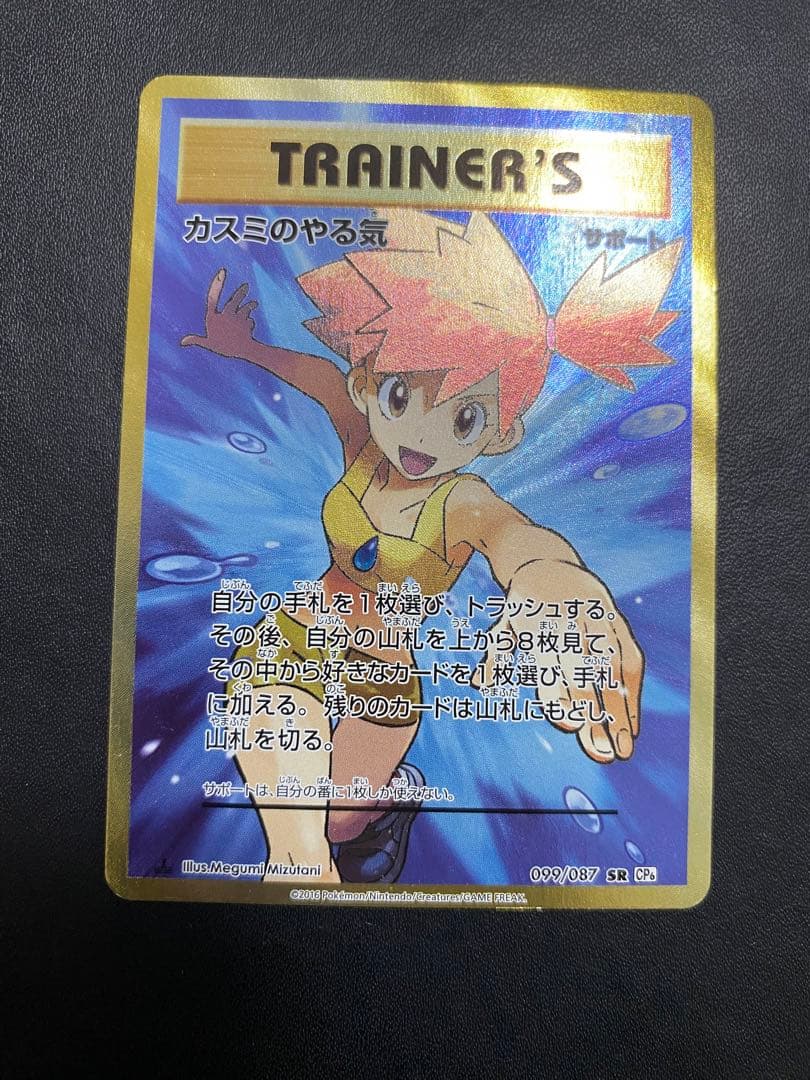 TRAINER'S
カスミのやる気
サポート
自分の手札を1枚選び、トラッシュする。
その後、自分の山札を上から8枚見て、
その中から好きなカードを1枚選び、手札
に加える。残りのカードは山札にもどし、
山札を切る。
サポートは、自分の番に1枚しか使えない。
Illus.Megumi Mizutani
099/087 SR CP6
©2016 Pokémon/Nintendo/Creatures/GAME FREAK.